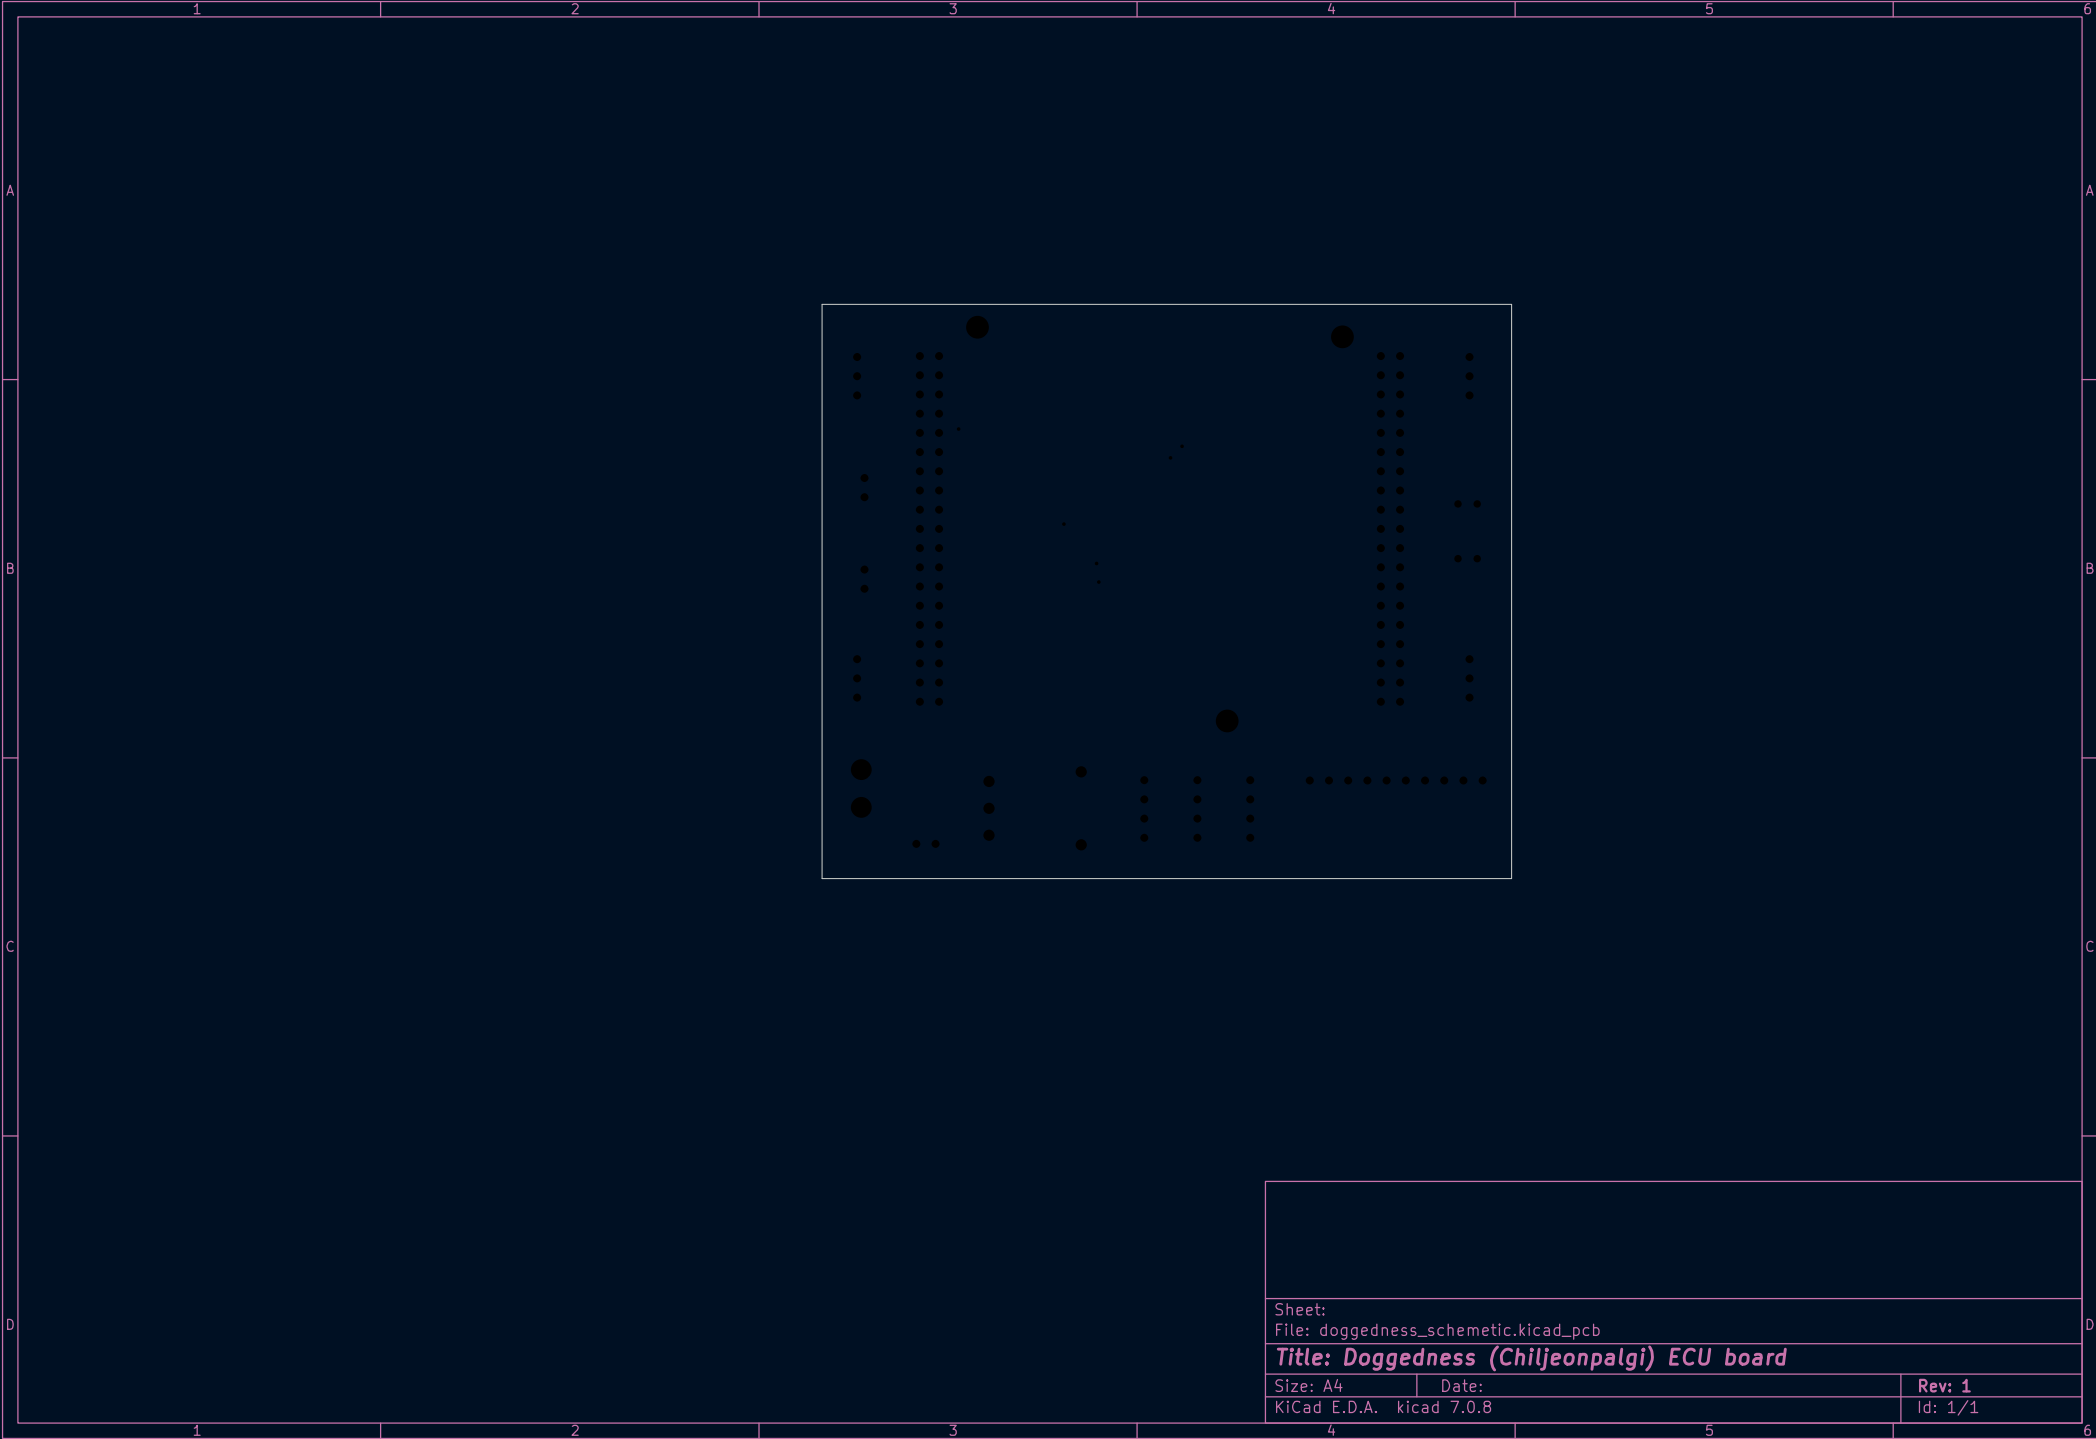 1 2 3 4 5 6
A A
B B
C C
D D
Sheet:
File: doggedness_schemetic.kicad_pcb
Title: Doggedness (Chiljeonpalgi) ECU board
Size: A4 Date: Rev: 1
KiCad E.D.A. kicad 7.0.8 Id: 1/1
1 2 3 4 5 6